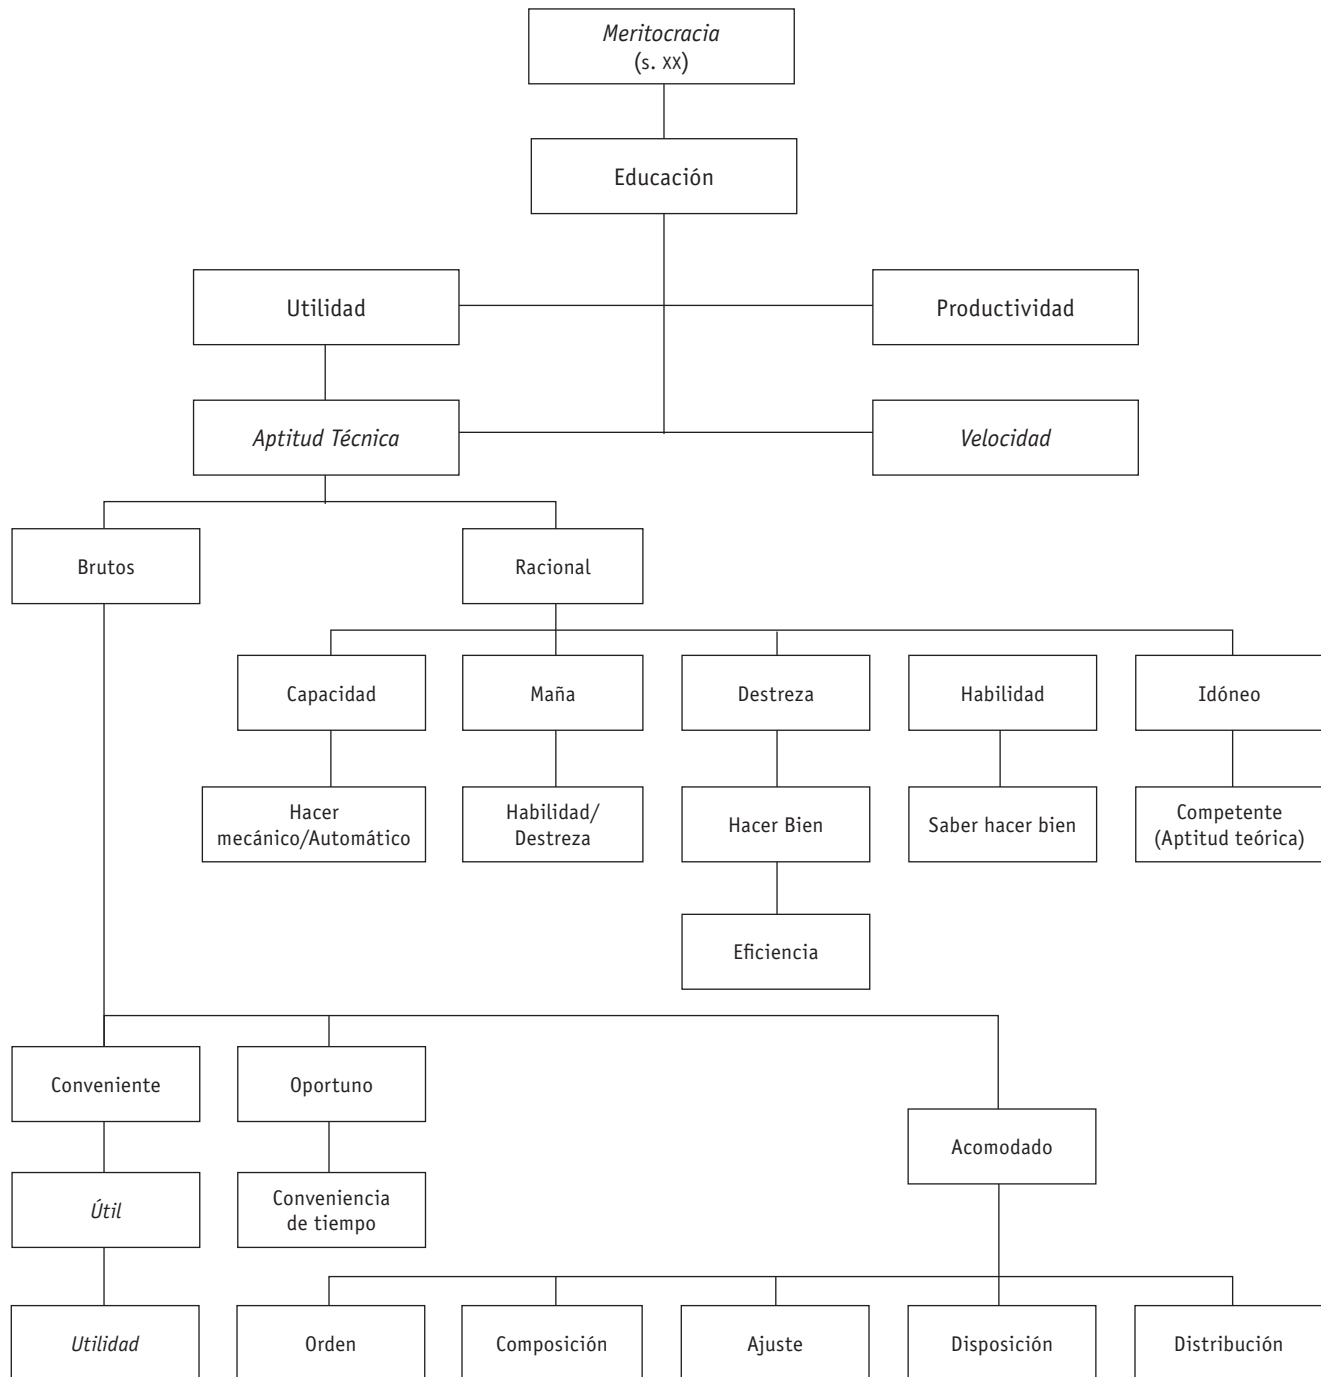 Meritocracia
(s. XX)
Educación
Utilidad
Productividad
Aptitud Técnica
Velocidad
Brutos
Racional
Capacidad
Maña
Destreza
Habilidad
Idóneo
Hacer
mecánico/Automático
Habilidad/
Destreza
Hacer Bien
Saber hacer bien
Competente
(Aptitud teórica)
Eficiencia
Conveniente
Oportuno
Acomodado
Útil
Conveniencia
de tiempo
Utilidad
Orden
Composición
Ajuste
Disposición
Distribución